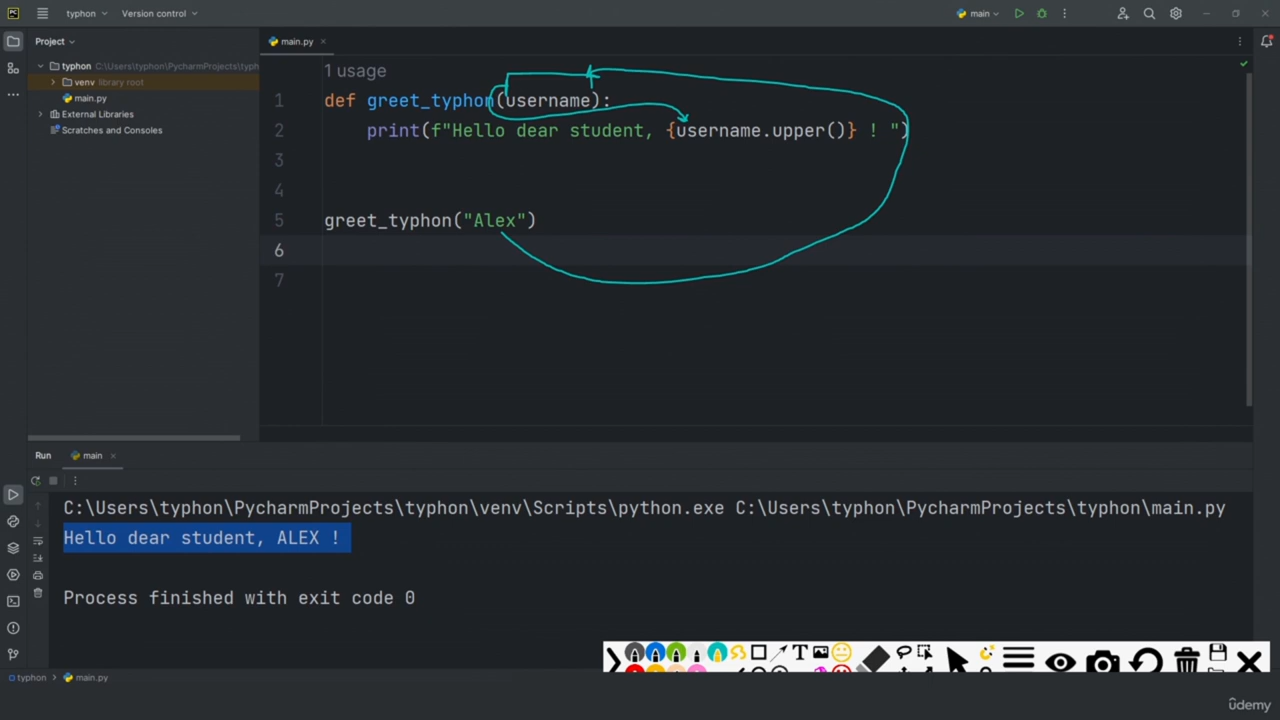 PC typhon Version control main
Project main.py
typhon C:\Users\typhon\PycharmProjects\typh
venv library root
main.py
External Libraries
Scratches and Consoles
1 usage
1 def greet_typhon(username):
2 print(f"Hello dear student, {username.upper()} ! ")
3
4
5 greet_typhon("Alex")
6
7
Run main
C:\Users\typhon\PycharmProjects\typhon\venv\Scripts\python.exe C:\Users\typhon\PycharmProjects\typhon\main.py
Hello dear student, ALEX !
Process finished with exit code 0
T
typhon > main.py
ûdemy